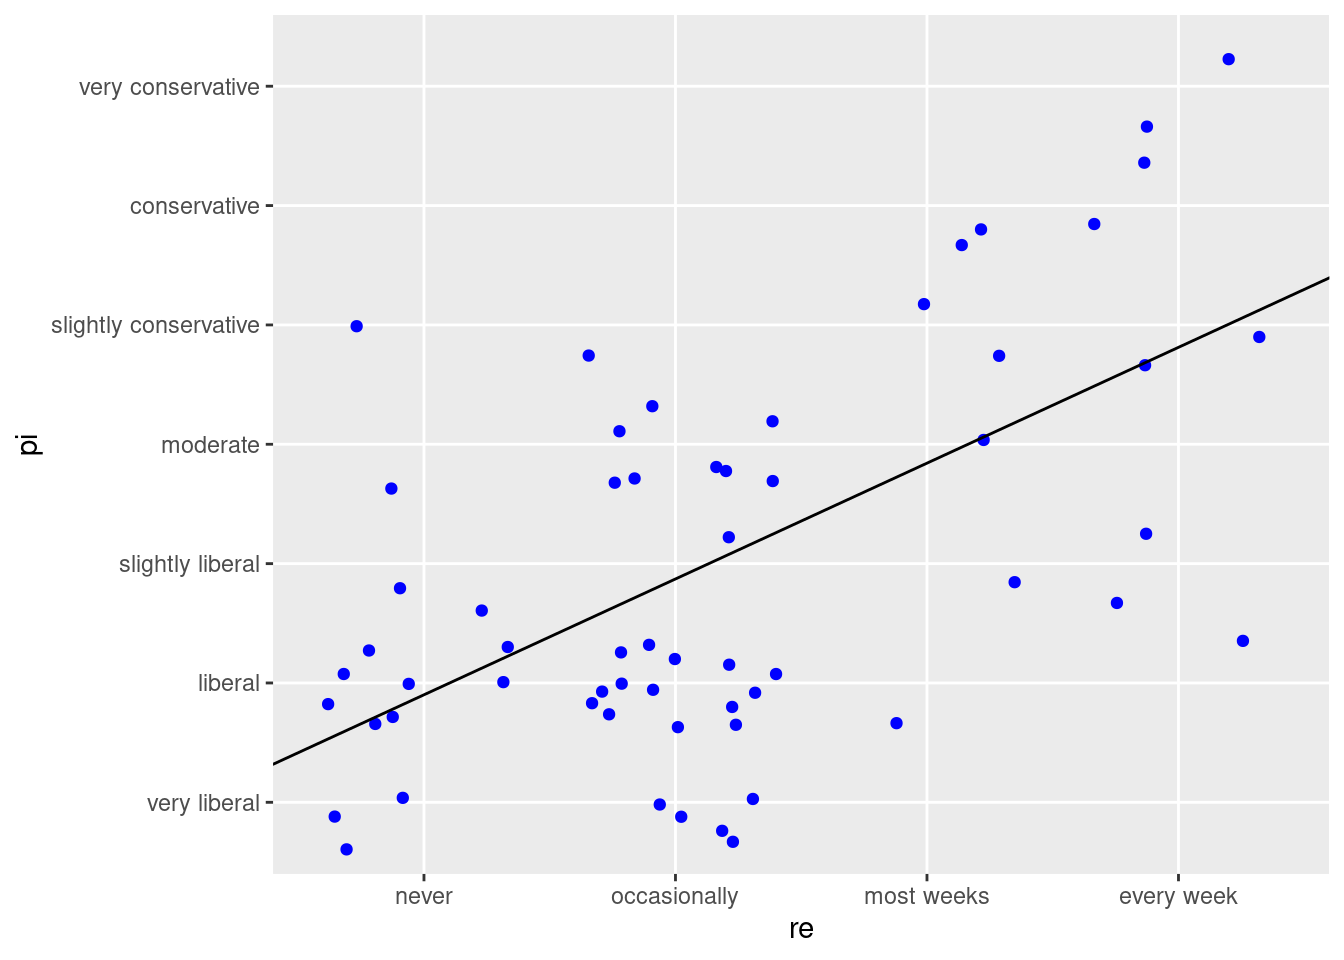 very conservative
conservative
slightly conservative
moderate
slightly liberal
liberal
very liberal
pi
never occasionally most weeks every week
re